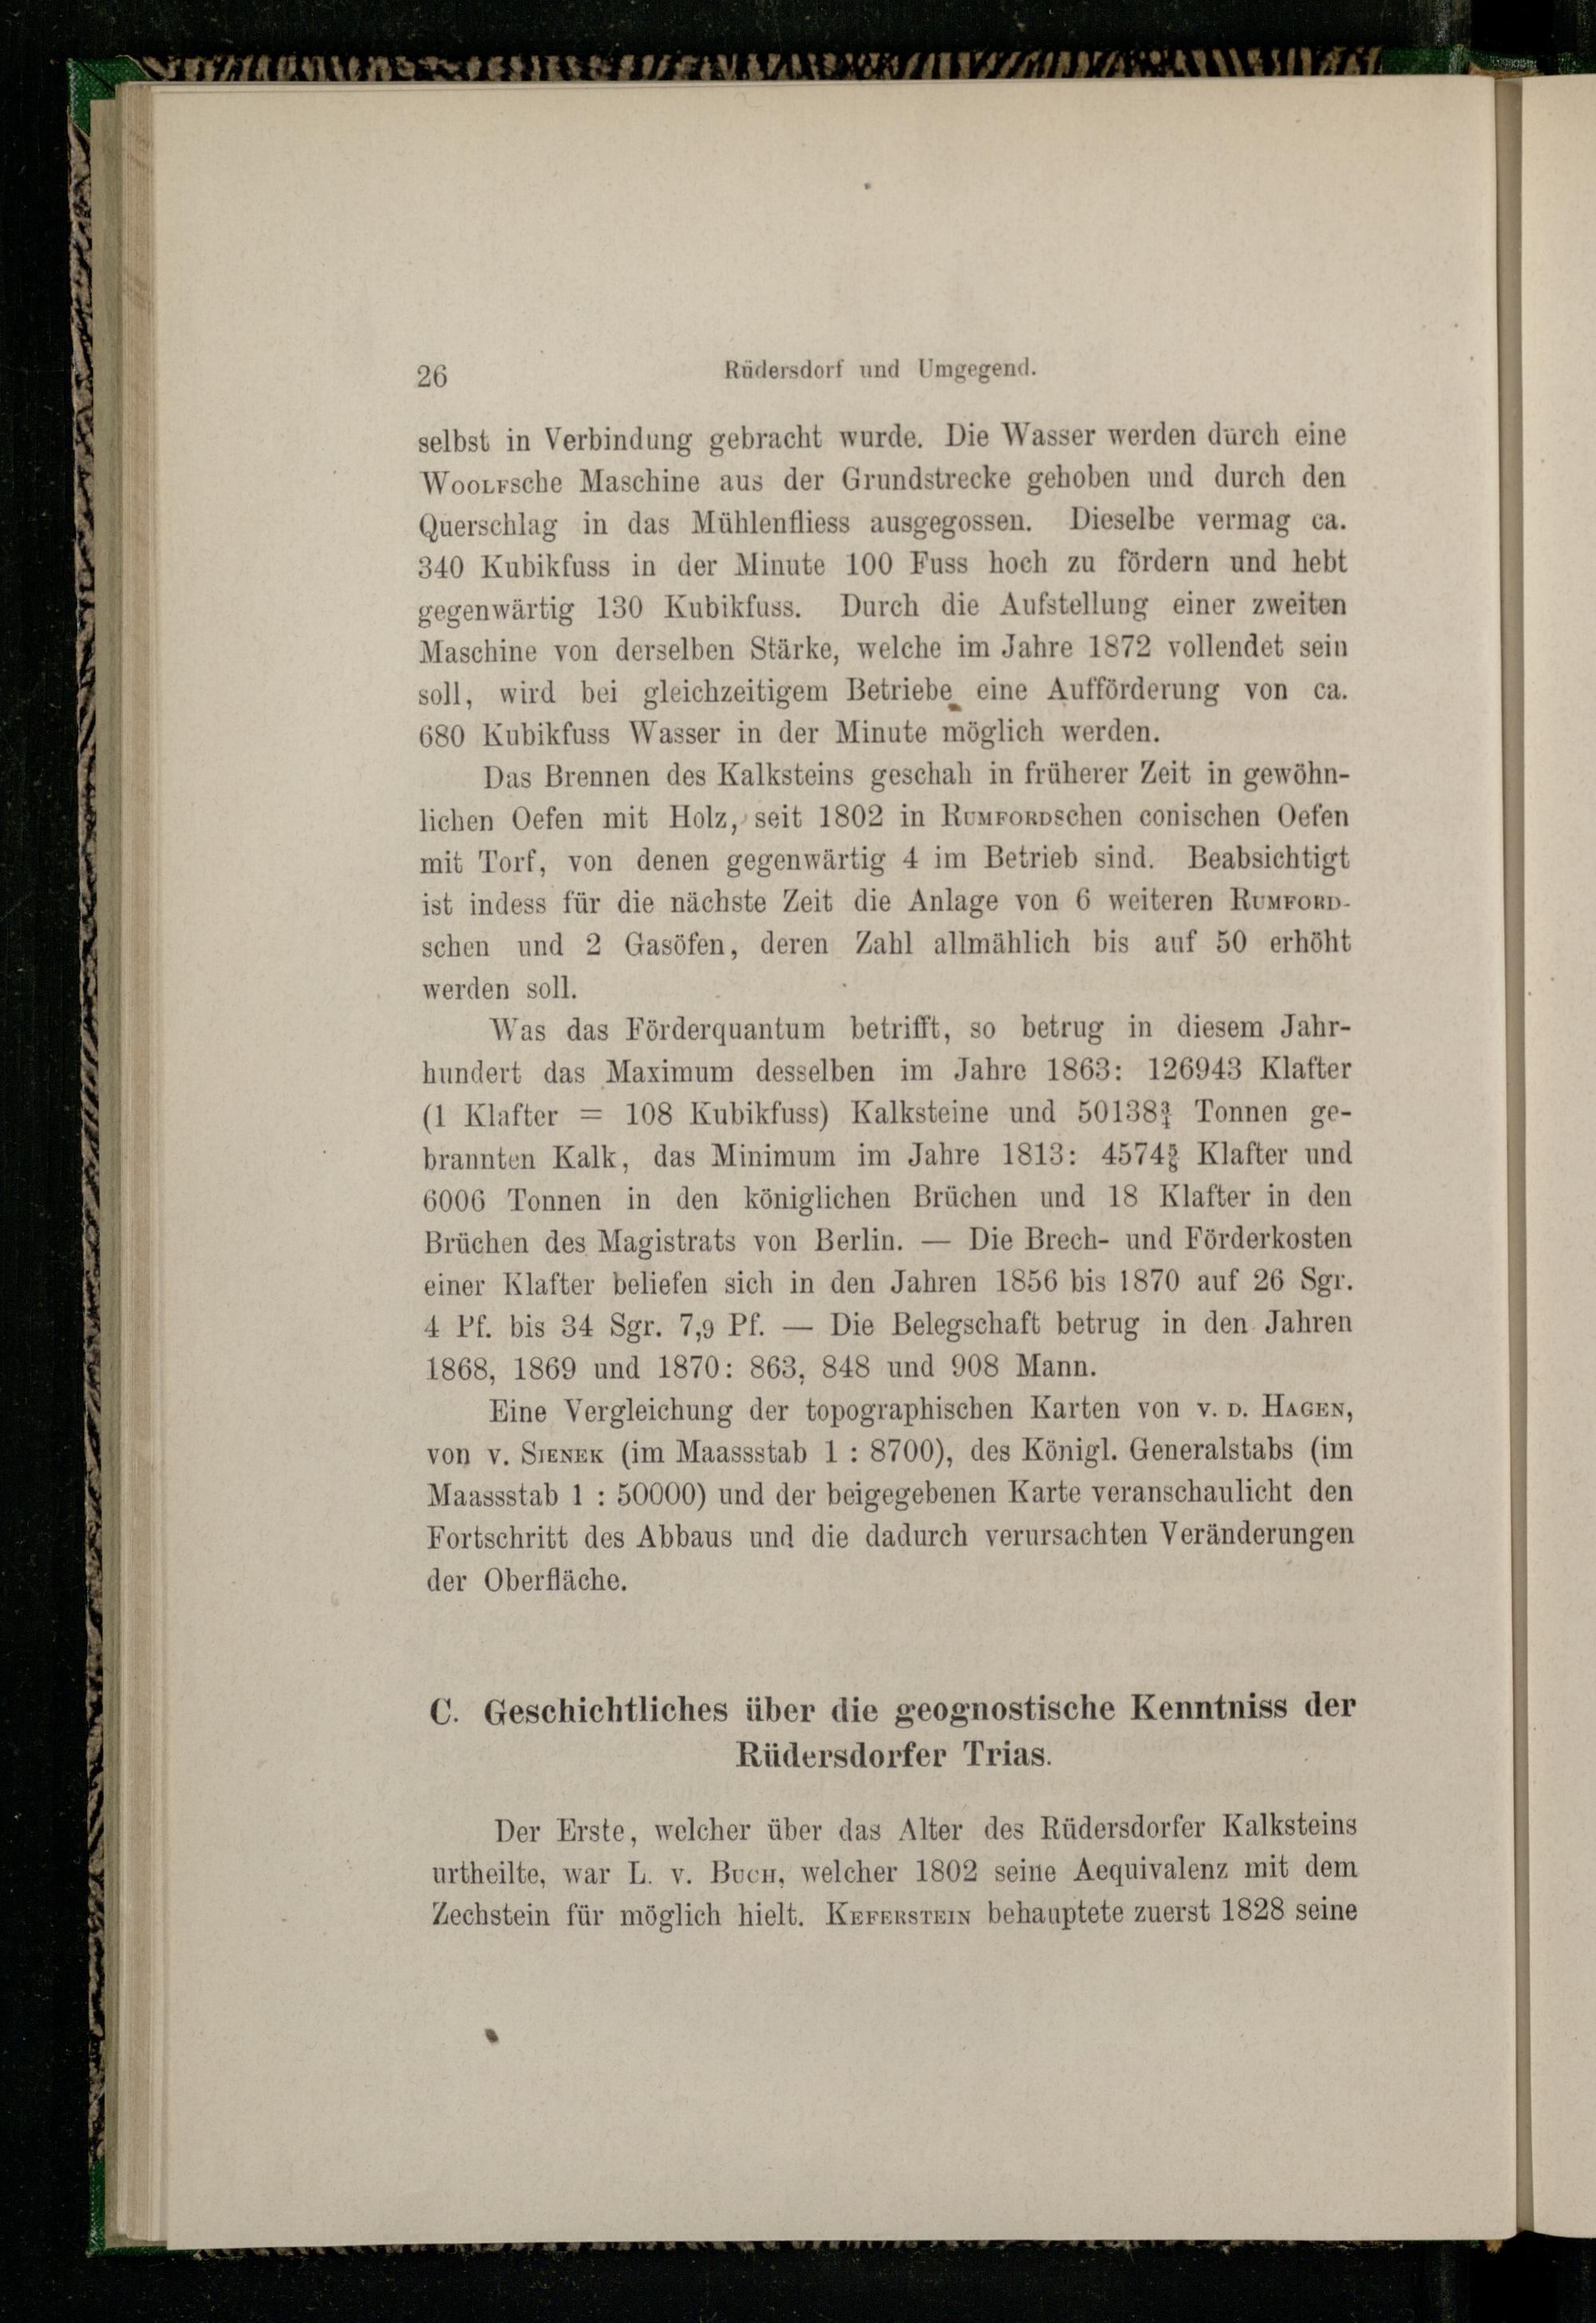 26 Rüdersdorf und Umgegend.
selbst in Verbindung gebracht wurde. Die Wasser werden durch eine
Woolfsche Maschine aus der Grundstrecke gehoben und durch den
Querschlag in das Mühlenfliess ausgegossen. Dieselbe vermag ca.
340 Kubikfuss in der Minute 100 Fuss hoch zu fördern und hebt
gegenwärtig 130 Kubikfuss. Durch die Aufstellung einer zweiten
Maschine von derselben Stärke, welche im Jahre 1872 vollendet sein
soll, wird bei gleichzeitigem Betriebe eine Aufförderung von ca.
680 Kubikfuss Wasser in der Minute möglich werden.
Das Brennen des Kalksteins geschah in früherer Zeit in gewöhn-
lichen Oefen mit Holz, seit 1802 in Rumfordschen conischen Oefen
mit Torf, von denen gegenwärtig 4 im Betrieb sind. Beabsichtigt
ist indess für die nächste Zeit die Anlage von 6 weiteren Rumford-
schen und 2 Gasöfen, deren Zahl allmählich bis auf 50 erhöht
werden soll.
Was das Förderquantum betrifft, so betrug in diesem Jahr-
hundert das Maximum desselben im Jahre 1863: 126943 Klafter
(1 Klafter = 108 Kubikfuss) Kalksteine und 50138¾ Tonnen ge-
brannten Kalk, das Minimum im Jahre 1813: 4574⅝ Klafter und
6006 Tonnen in den königlichen Brüchen und 18 Klafter in den
Brüchen des Magistrats von Berlin. — Die Brech- und Förderkosten
einer Klafter beliefen sich in den Jahren 1856 bis 1870 auf 26 Sgr.
4 Pf. bis 34 Sgr. 7,9 Pf. — Die Belegschaft betrug in den Jahren
1868, 1869 und 1870: 863, 848 und 908 Mann.
Eine Vergleichung der topographischen Karten von v. d. Hagen,
von v. Sienek (im Maassstab 1 : 8700), des Königl. Generalstabs (im
Maassstab 1 : 50000) und der beigegebenen Karte veranschaulicht den
Fortschritt des Abbaus und die dadurch verursachten Veränderungen
der Oberfläche.
C. Geschichtliches über die geognostische Kenntniss der
Rüdersdorfer Trias.
Der Erste, welcher über das Alter des Rüdersdorfer Kalksteins
urtheilte, war L. v. Buch, welcher 1802 seine Aequivalenz mit dem
Zechstein für möglich hielt. Keferstein behauptete zuerst 1828 seine